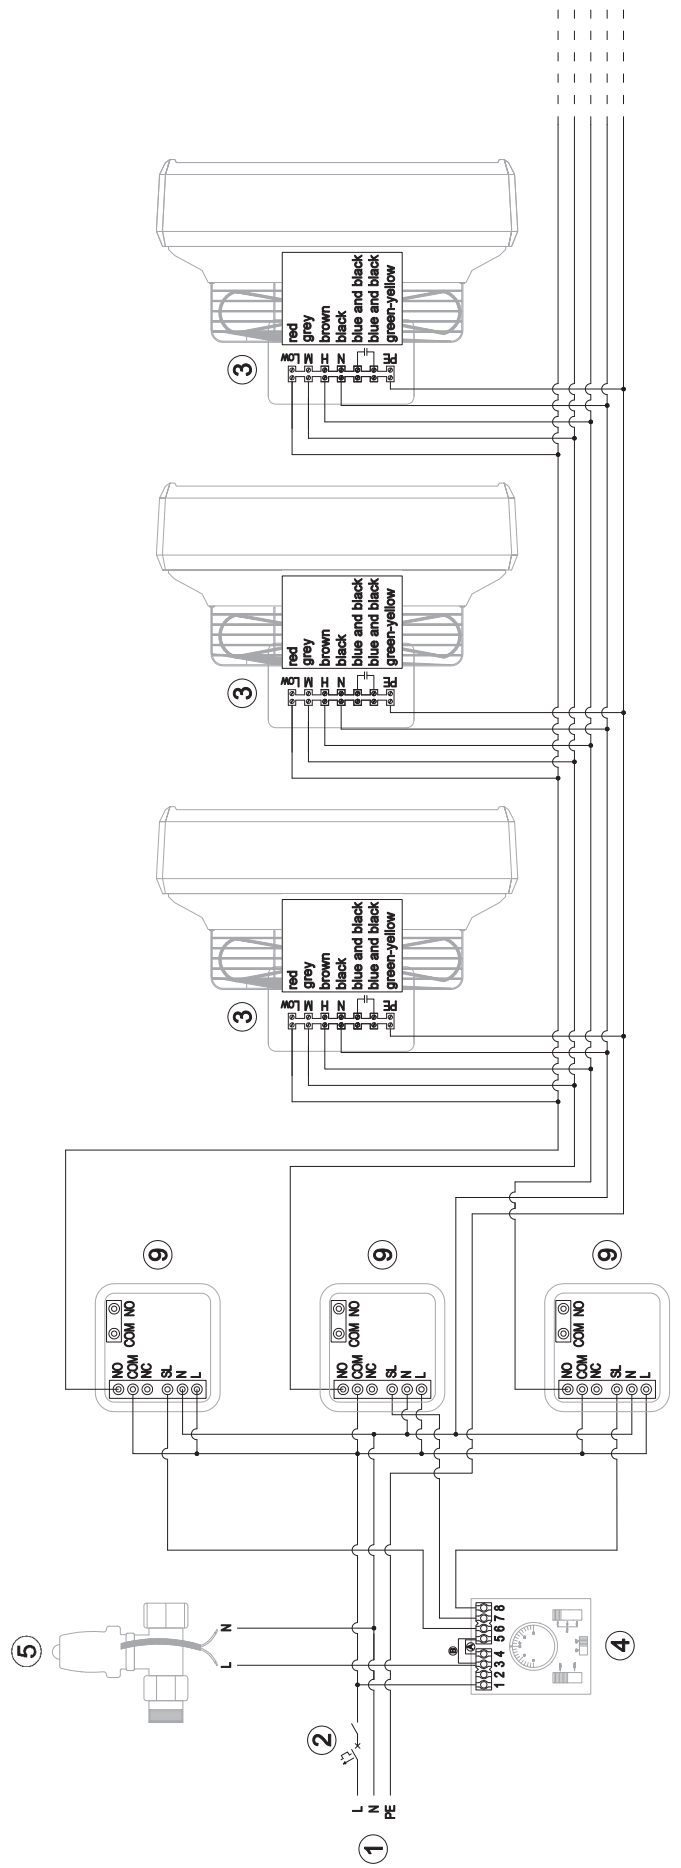 red
grey
brown
black
blue and black
blue and black
green-yellow
Low
M
H
N
PE
3
red
grey
brown
black
blue and black
blue and black
green-yellow
Low
M
H
N
PE
3
red
grey
brown
black
blue and black
blue and black
green-yellow
Low
M
H
N
PE
3
9
COM NO
NO
COM
NC
SL
N
L
9
COM NO
NO
COM
NC
SL
N
L
9
COM NO
NO
COM
NC
SL
N
L
5
L
N
2
1
L
N
PE
B
A
1 2 3 4 5 6 7 8
4